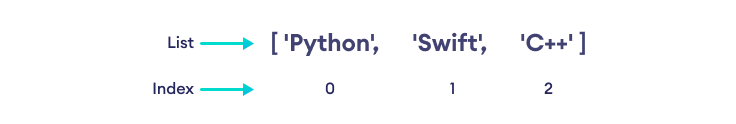 List [ 'Python', 'Swift', 'C++' ]
Index 0 1 2